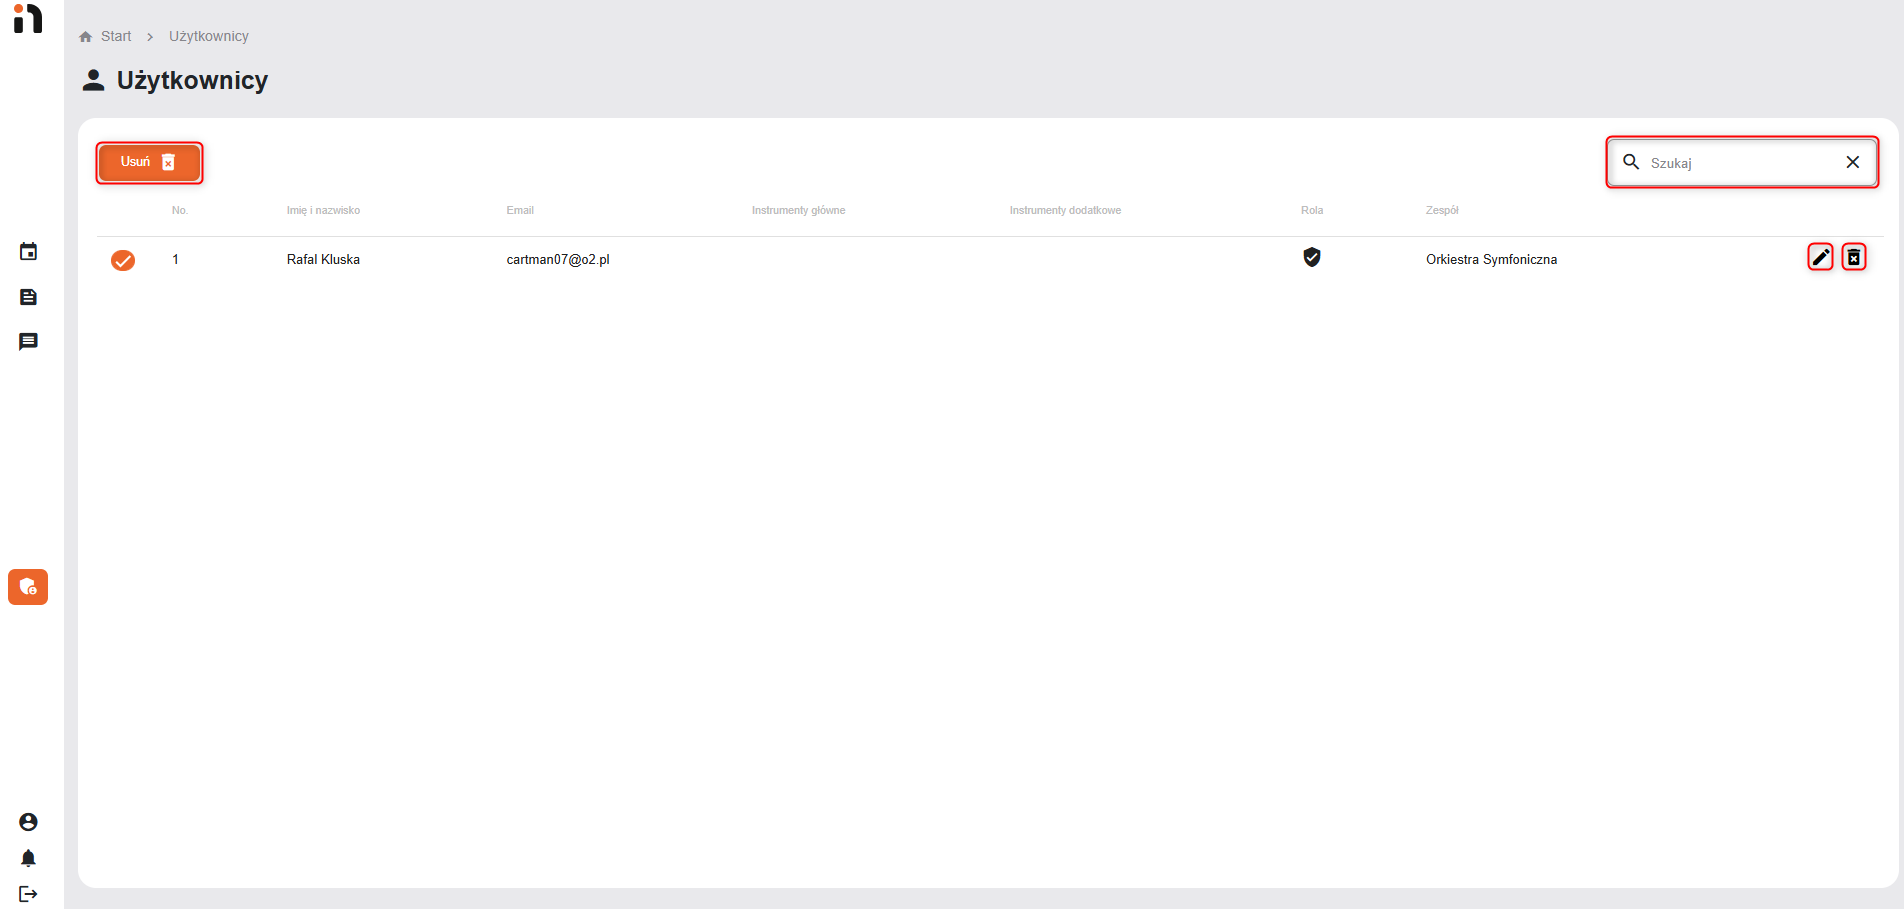 Start > Użytkownicy
Użytkownicy
Usuń
Szukaj
No. Imię i nazwisko Email Instrumenty główne Instrumenty dodatkowe Rola Zespół
1 Rafal Kluska cartman07@o2.pl Orkiestra Symfoniczna